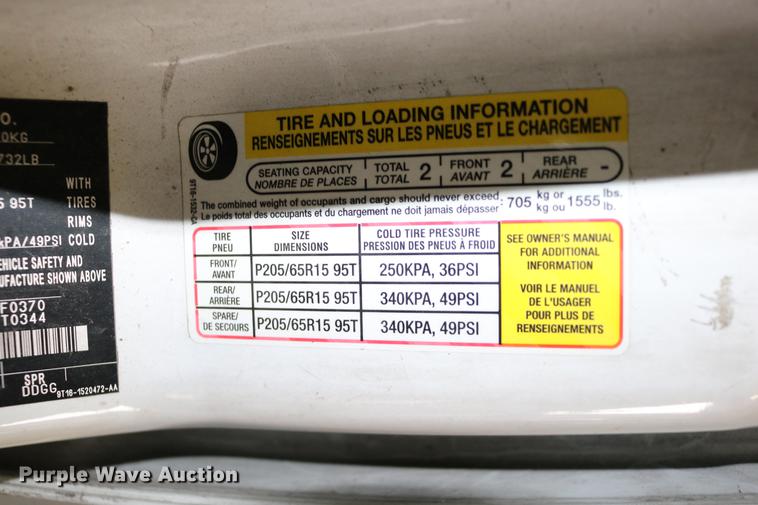 O.
0KG
732LB
WITH
5 95T TIRES
RIMS
kPA/49PSI COLD
EHICLE SAFETY AND
UFACTURE SHOWN ABOVE
F0370
T0344
SPR
DDGG
9T16-1520472-AA
TIRE AND LOADING INFORMATION
RENSEIGNEMENTS SUR LES PNEUS ET LE CHARGEMENT
SEATING CAPACITY TOTAL 2 FRONT 2 REAR -
NOMBRE DE PLACES TOTAL AVANT ARRIÈRE
The combined weight of occupants and cargo should never exceed: 705 kg or 1555 lbs.
Le poids total des occupants et du chargement ne doit jamais dépasser: kg ou lb.
9T16-1532-CA
TIRE SIZE COLD TIRE PRESSURE
PNEU DIMENSIONS PRESSION DES PNEUS À FROID
FRONT/
AVANT P205/65R15 95T 250KPA, 36PSI
REAR/
ARRIÈRE P205/65R15 95T 340KPA, 49PSI
SPARE/
DE SECOURS P205/65R15 95T 340KPA, 49PSI
SEE OWNER'S MANUAL
FOR ADDITIONAL
INFORMATION
VOIR LE MANUEL
DE L'USAGER
POUR PLUS DE
RENSEIGNEMENTS
Purple Wave Auction